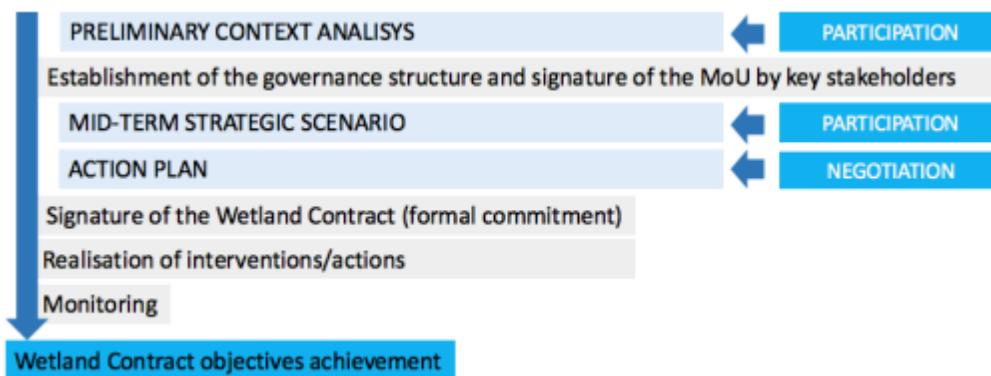 PRELIMINARY CONTEXT ANALISYS PARTICIPATION
Establishment of the governance structure and signature of the MoU by key stakeholders
MID-TERM STRATEGIC SCENARIO PARTICIPATION
ACTION PLAN NEGOTIATION
Signature of the Wetland Contract (formal commitment)
Realisation of interventions/actions
Monitoring
Wetland Contract objectives achievement